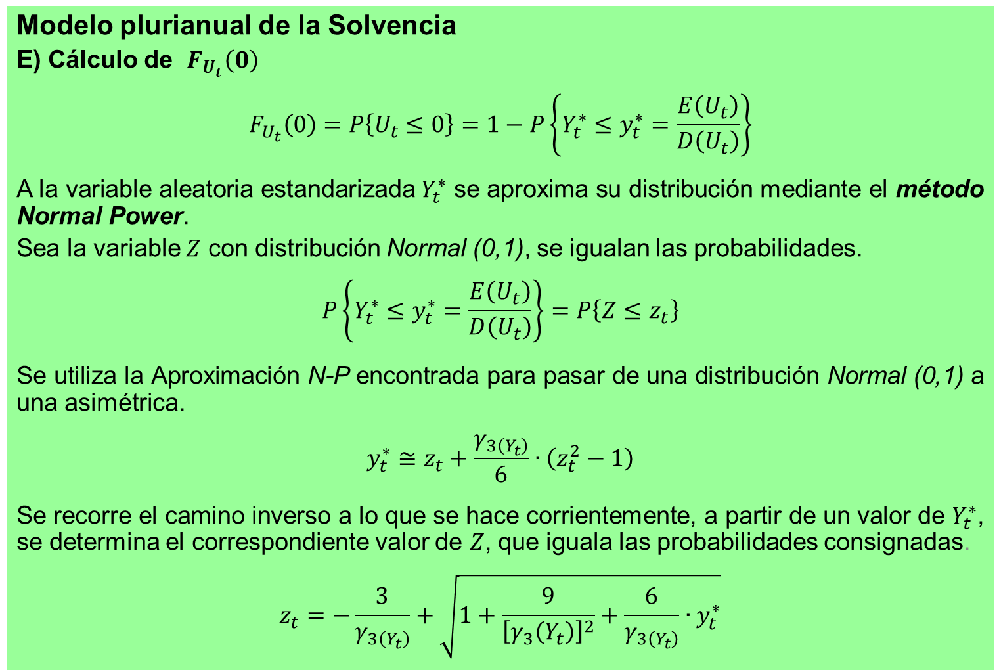 Modelo plurianual de la Solvencia
E) Cálculo de $F_{U_t}(0)$
$F_{U_t}(0) = P\{U_t \leq 0\} = 1 - P\left\{Y_t^* \leq y_t^* = \frac{E(U_t)}{D(U_t)}\right\}$
A la variable aleatoria estandarizada $Y_t^*$ se aproxima su distribución mediante el método
Normal Power.
Sea la variable $Z$ con distribución Normal (0,1), se igualan las probabilidades.
$P\left\{Y_t^* \leq y_t^* = \frac{E(U_t)}{D(U_t)}\right\} = P\{Z \leq z_t\}$
Se utiliza la Aproximación N-P encontrada para pasar de una distribución Normal (0,1) a
una asimétrica.
$y_t^* \cong z_t + \frac{\gamma_{3(Y_t)}}{6} \cdot (z_t^2 - 1)$
Se recorre el camino inverso a lo que se hace corrientemente, a partir de un valor de $Y_t^*$,
se determina el correspondiente valor de $Z$, que iguala las probabilidades consignadas.
$z_t = -\frac{3}{\gamma_{3(Y_t)}} + \sqrt{1 + \frac{9}{[\gamma_3(Y_t)]^2} + \frac{6}{\gamma_{3(Y_t)}} \cdot y_t^*}$